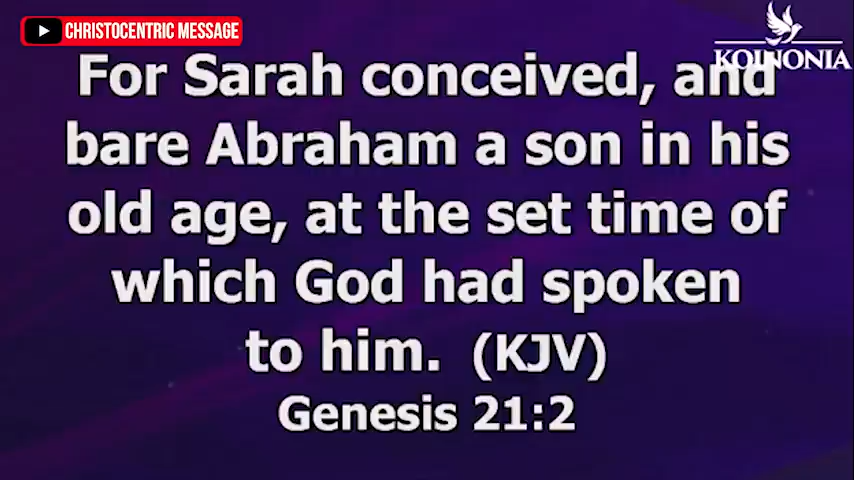 CHRISTOCENTRIC MESSAGE
KOINONIA
For Sarah conceived, and
bare Abraham a son in his
old age, at the set time of
which God had spoken
to him. (KJV)
Genesis 21:2